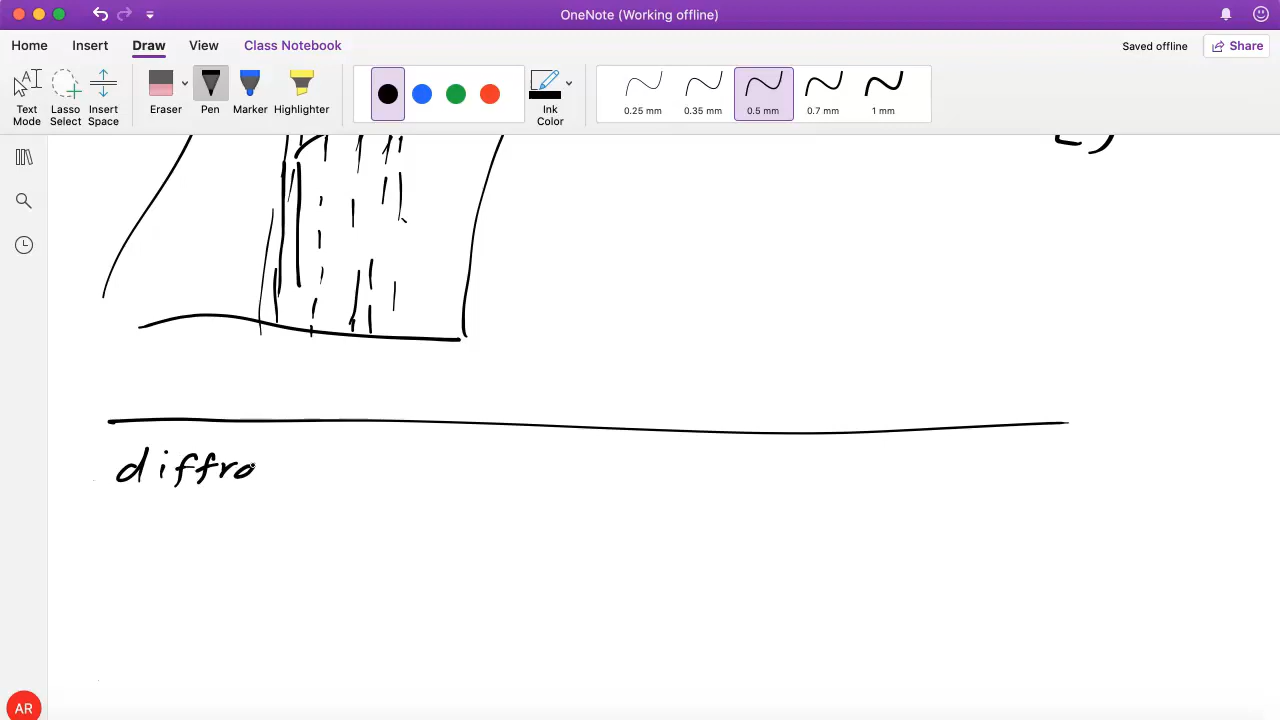 OneNote (Working offline)
Home Insert Draw View Class Notebook Saved offline Share
Text Mode
Lasso Select
Insert Space
Eraser
Pen
Marker
Highlighter
Ink Color
0.25 mm
0.35 mm
0.5 mm
0.7 mm
1 mm
diffra
AR